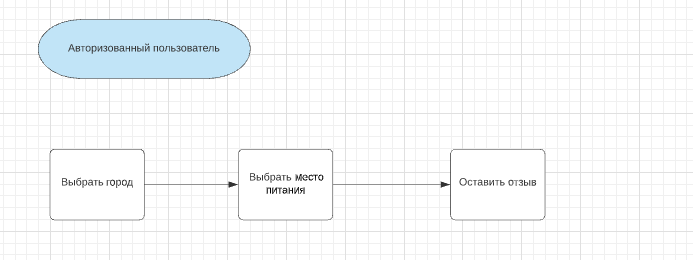 Авторизованный пользователь
Выбрать город
Выбрать место
питания
Оставить отзыв